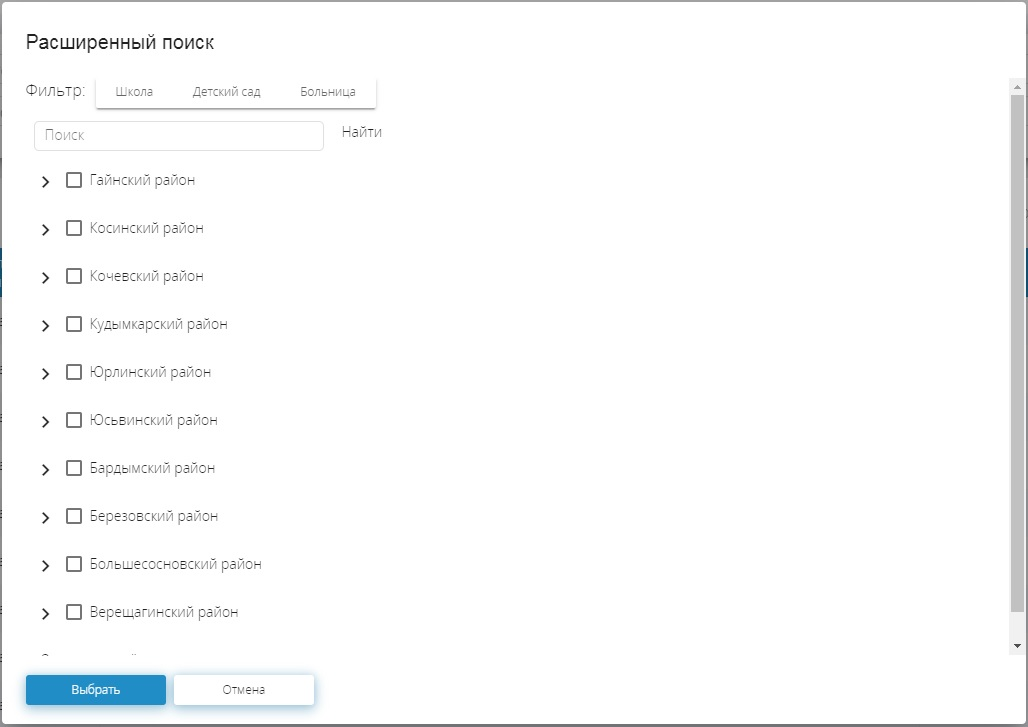 Расширенный поиск
Фильтр: Школа Детский сад Больница
Поиск Найти
Гайнский район
Косинский район
Кочевский район
Кудымкарский район
Юрлинский район
Юсьвинский район
Бардымский район
Березовский район
Большесосновский район
Верещагинский район
Выбрать Отмена